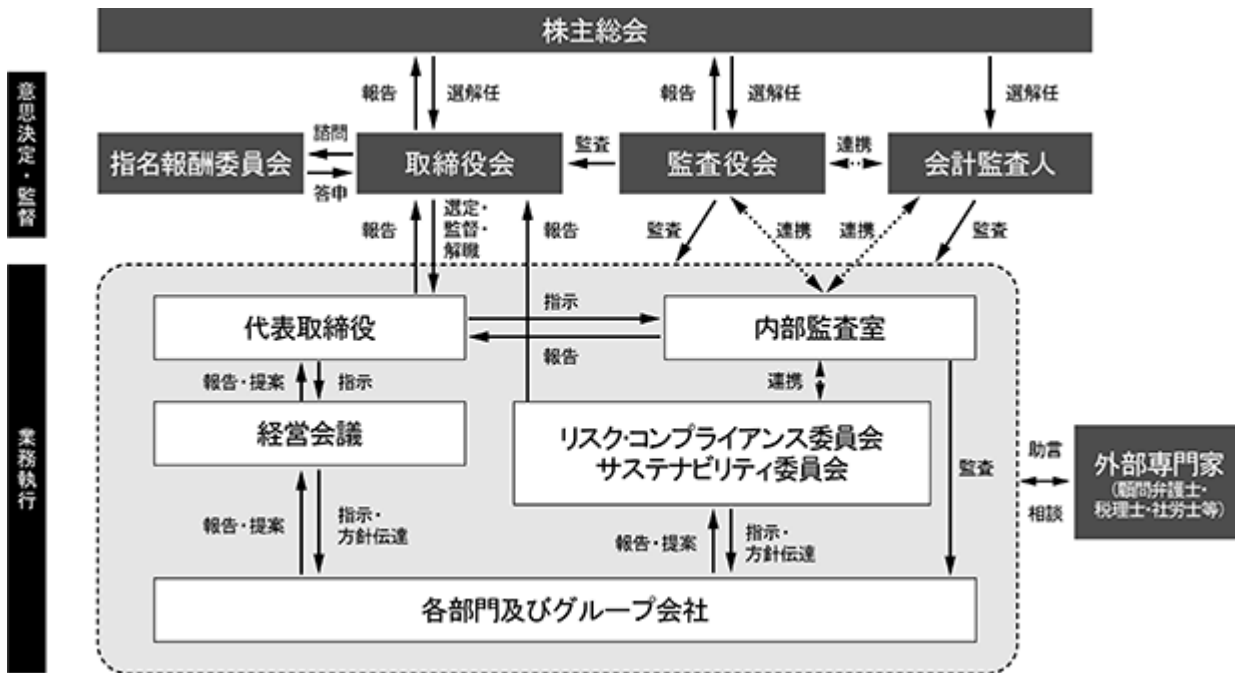 株主総会
意思決定・監督
報告
選解任
報告
選解任
選解任
指名報酬委員会
諮問
答申
取締役会
監査
監査役会
連携
会計監査人
報告
選定・
監督・
解職
報告
監査
連携
連携
監査
業務執行
代表取締役
指示
報告
内部監査室
報告・提案
指示
連携
経営会議
リスク・コンプライアンス委員会
サステナビリティ委員会
監査
助言
相談
外部専門家
(顧問弁護士・
税理士・社労士等)
報告・提案
指示・
方針伝達
報告・提案
指示・
方針伝達
各部門及びグループ会社